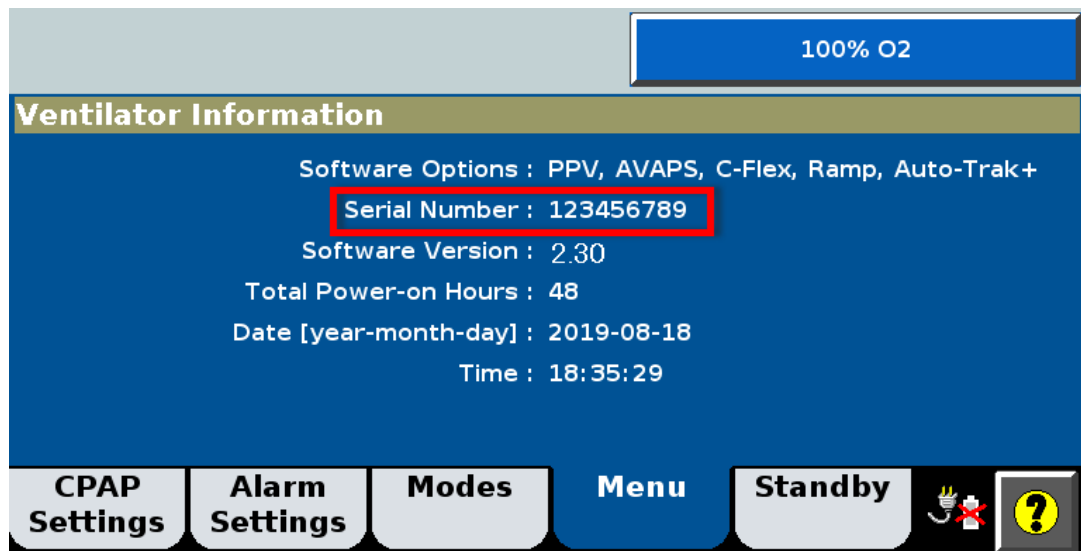 100% O2
Ventilator Information
Software Options : PPV, AVAPS, C-Flex, Ramp, Auto-Trak+
Serial Number : 123456789
Software Version : 2.30
Total Power-on Hours : 48
Date [year-month-day] : 2019-08-18
Time : 18:35:29
CPAP Settings
Alarm Settings
Modes
Menu
Standby
?